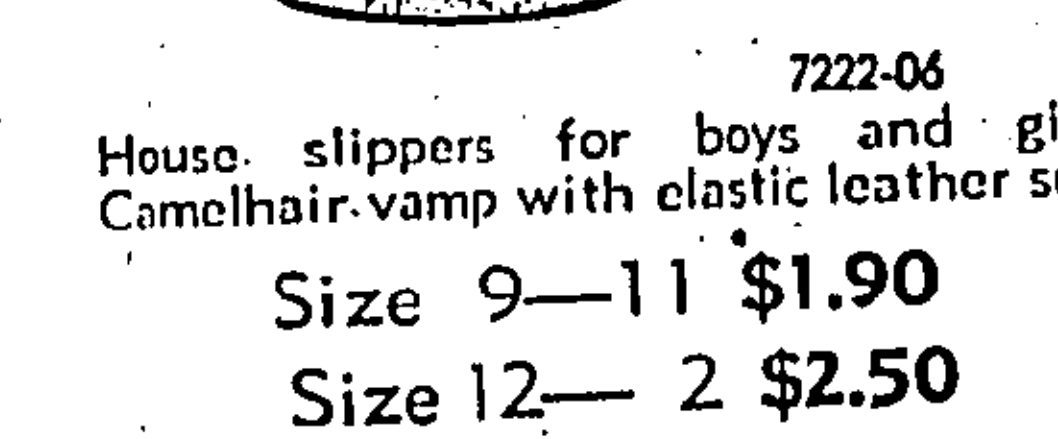 7222-06
House slippers for boys and
Camelhair vamp with elastic leather
Size 9—11 $1.90
Size 12— 2 $2.50